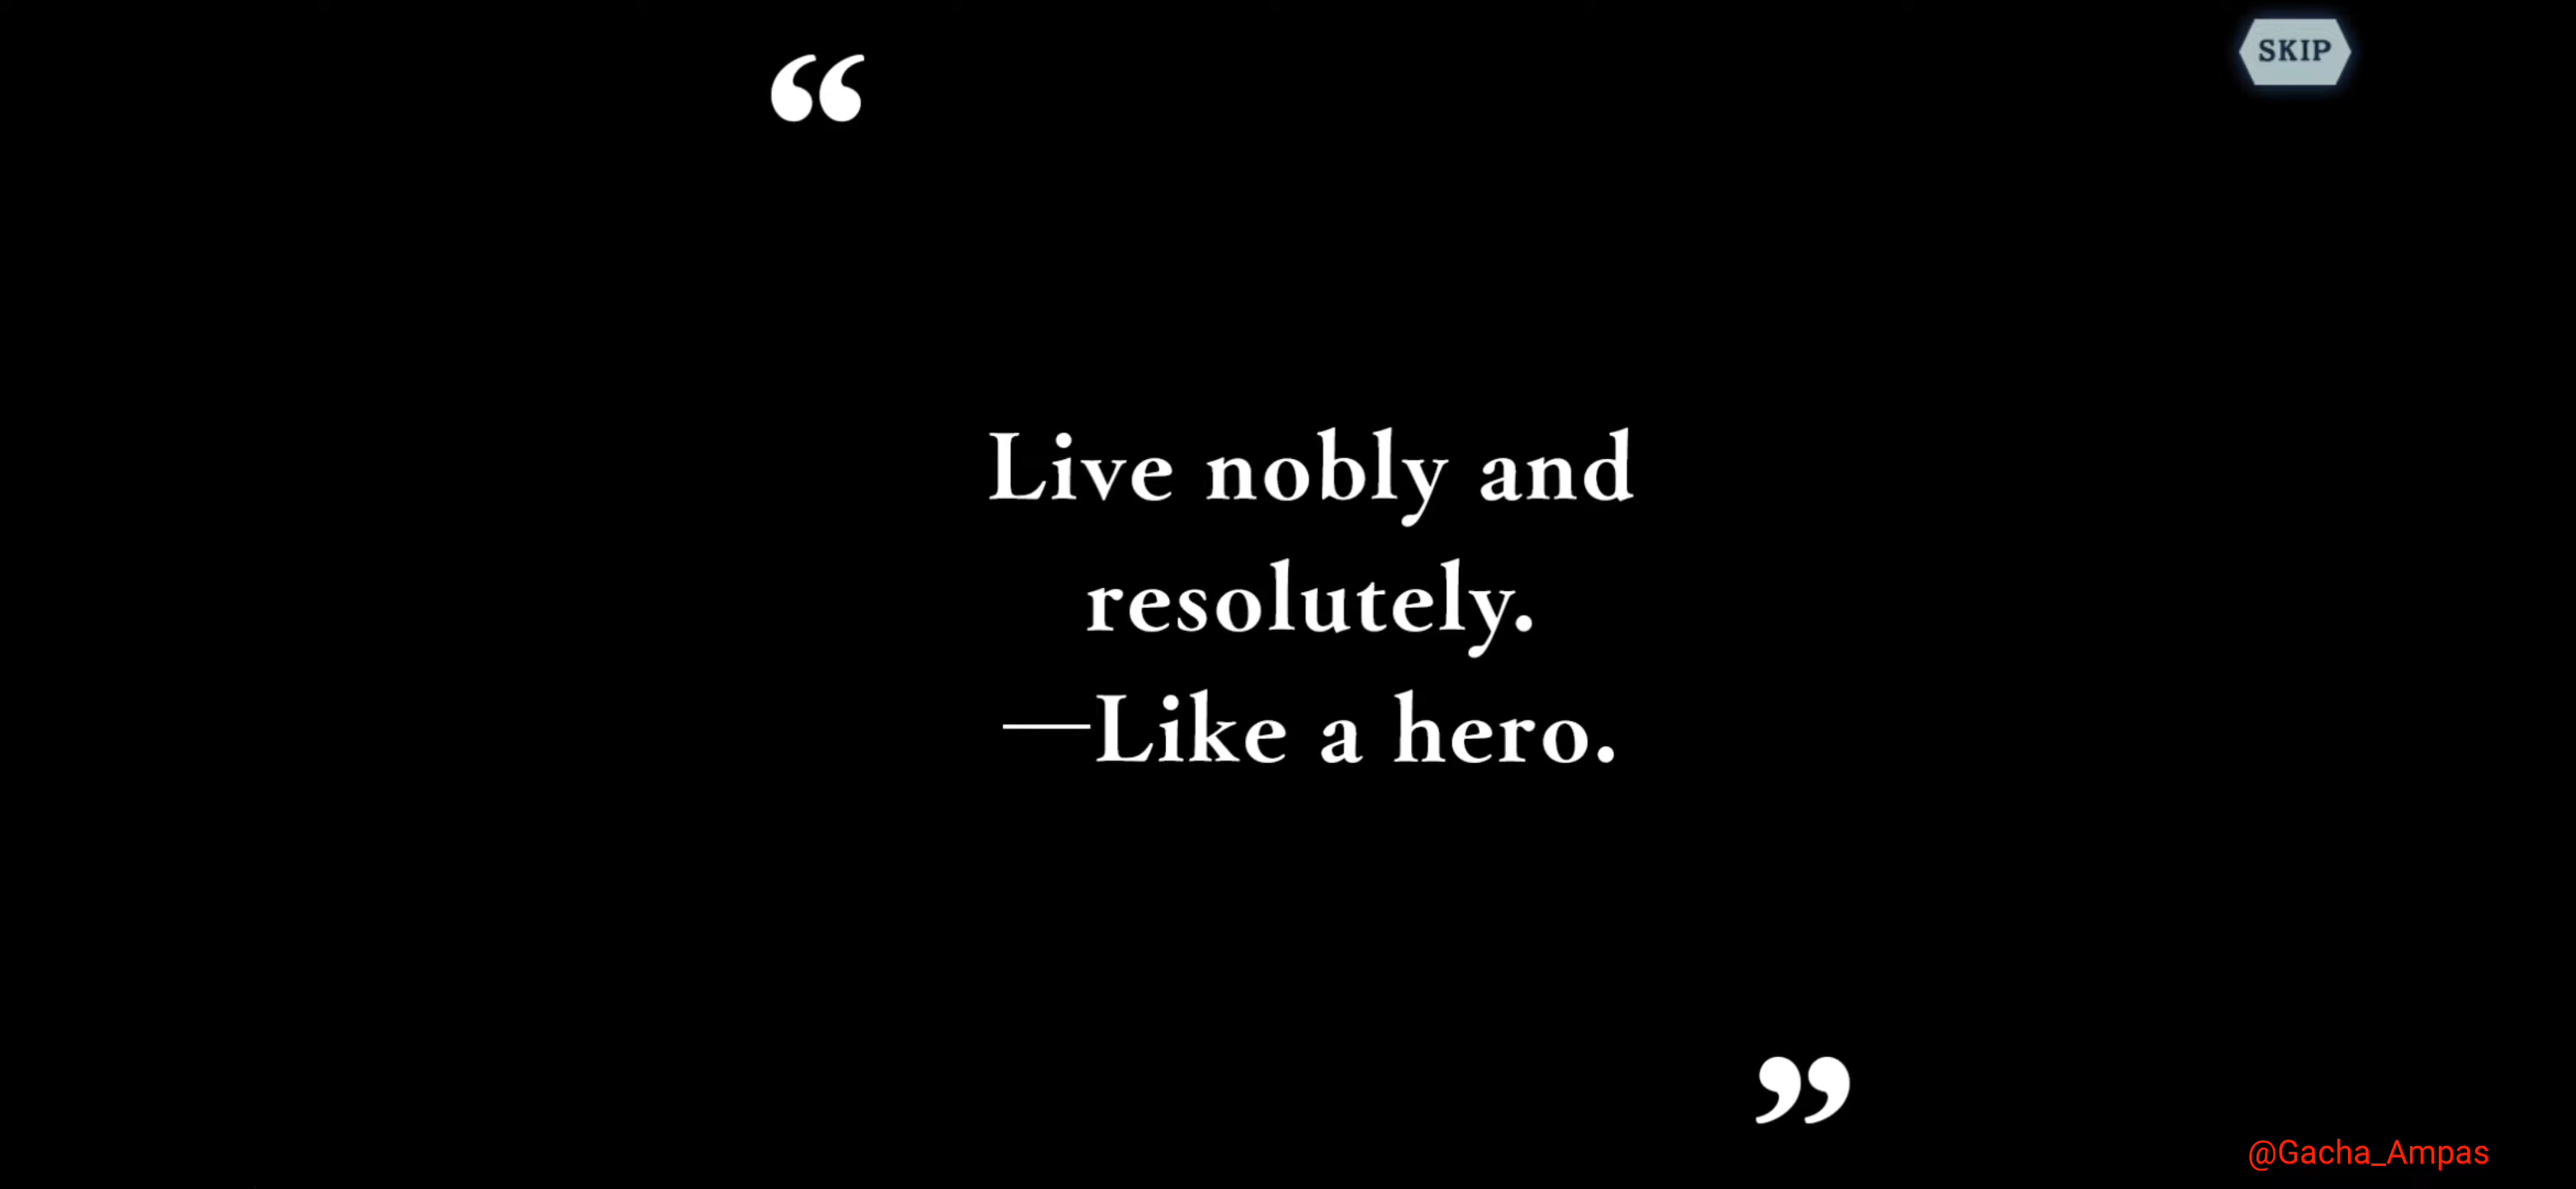 SKIP
“
Live nobly and
resolutely.
—Like a hero.
”
@Gacha_Ampas